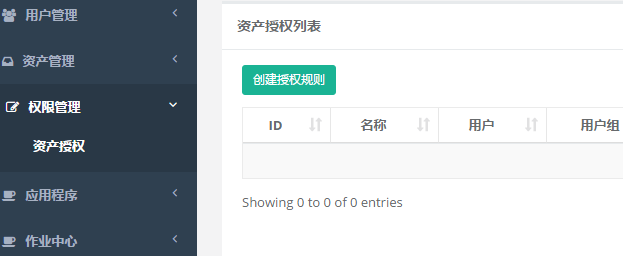 用户管理
资产管理
权限管理
资产授权
应用程序
作业中心
资产授权列表
创建授权规则
ID 名称 用户 用户组
Showing 0 to 0 of 0 entries